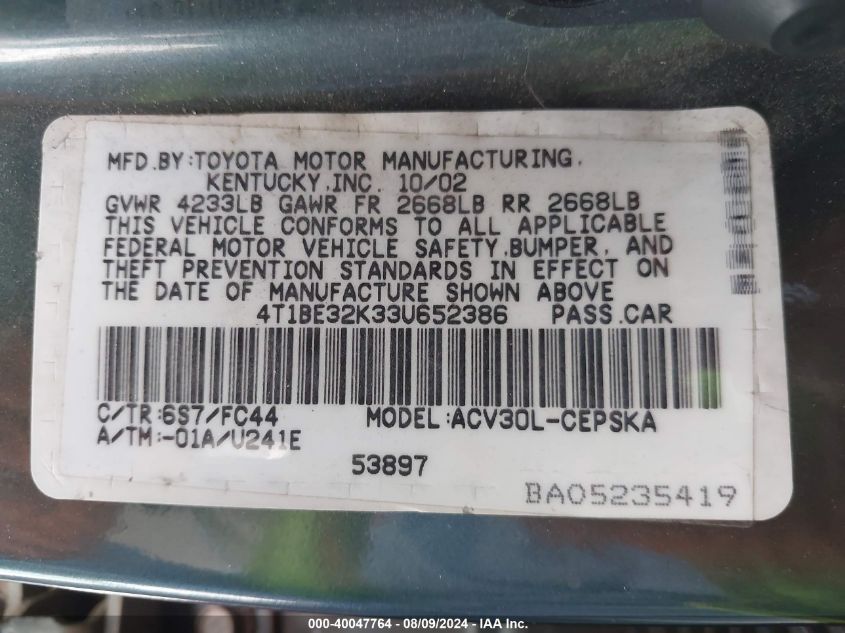 MFD.BY:TOYOTA MOTOR MANUFACTURING,
KENTUCKY,INC. 10/02
GVWR 4233LB GAWR FR 2668LB RR 2668LB
THIS VEHICLE CONFORMS TO ALL APPLICABLE
FEDERAL MOTOR VEHICLE SAFETY,BUMPER, AND
THEFT PREVENTION STANDARDS IN EFFECT ON
THE DATE OF MANUFACTURE SHOWN ABOVE
4T1BE32K33U652386 PASS.CAR
C/TR:6S7/FC44 MODEL:ACV30L-CEPSKA
A/TM:-01A/U241E
53897
BA05235419
000-40047764 - 08/09/2024 - IAA Inc.